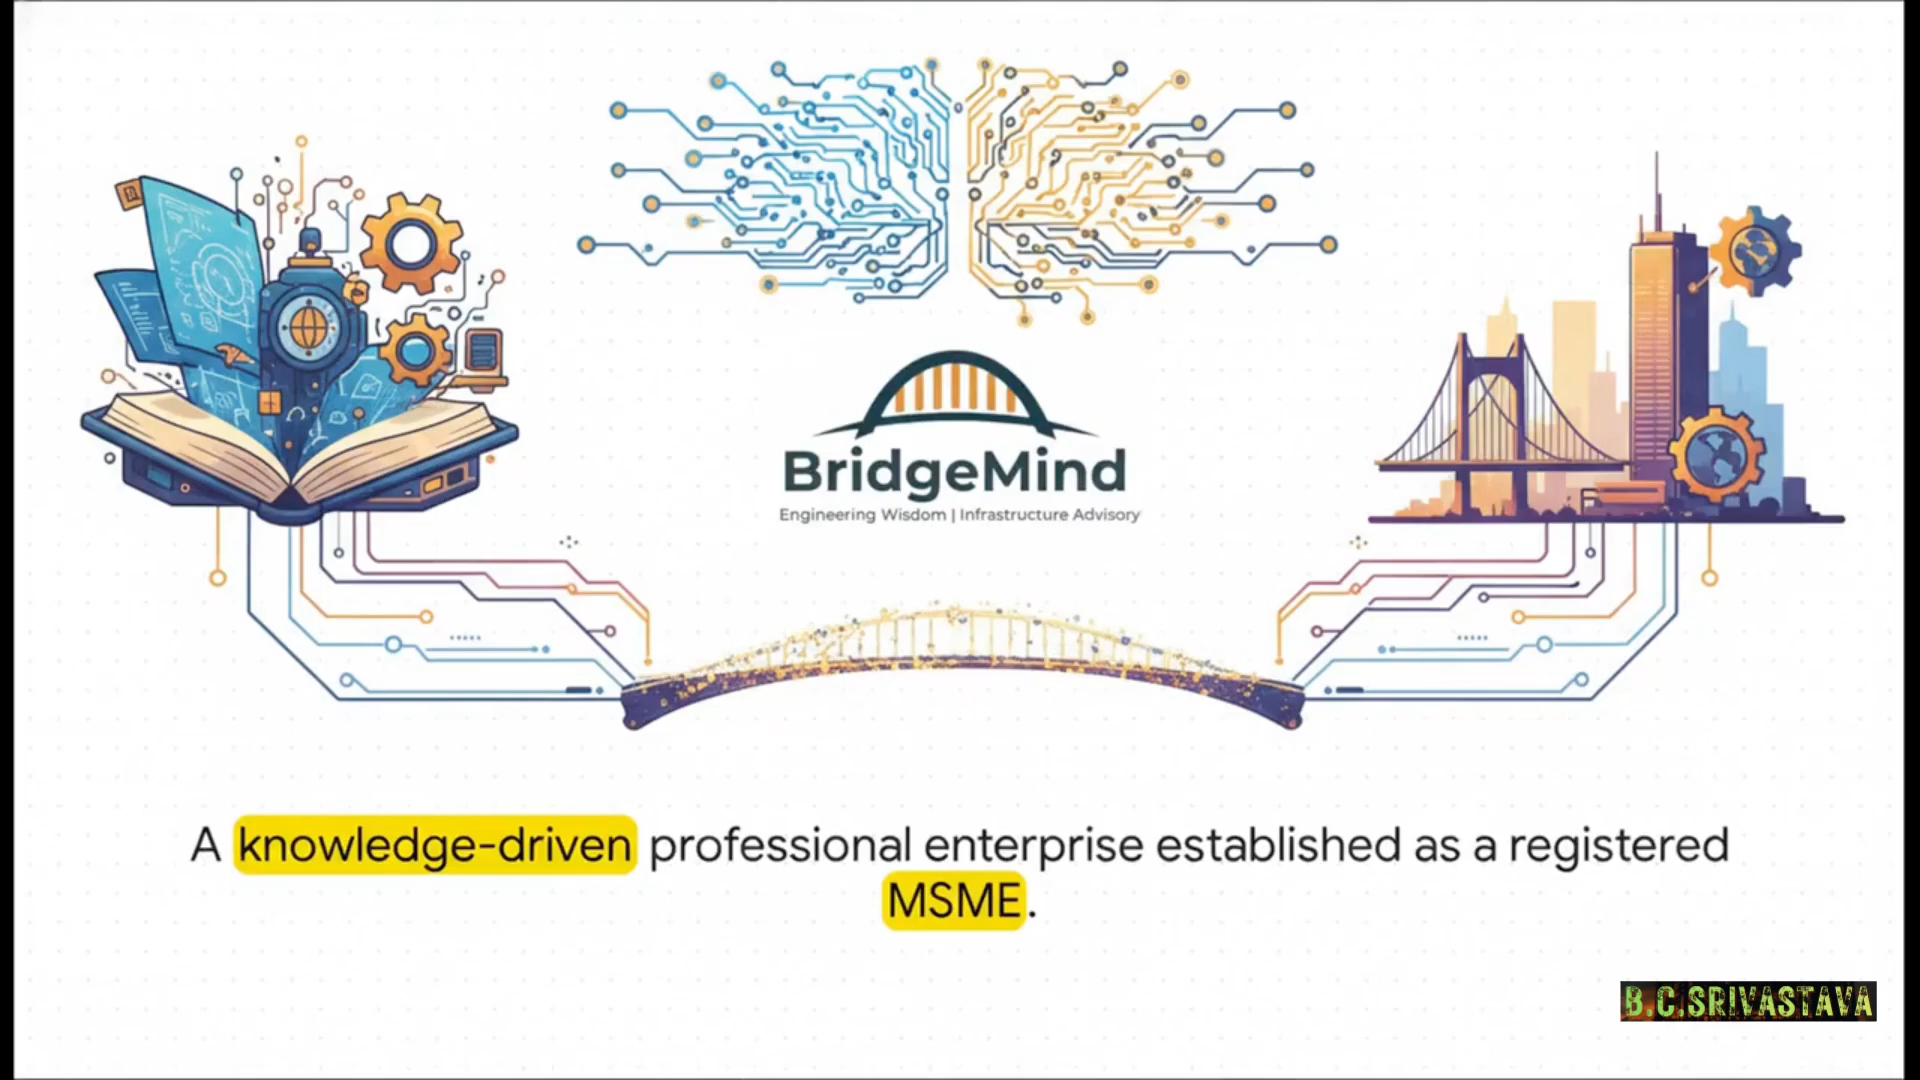 BridgeMind
Engineering Wisdom | Infrastructure Advisory
A knowledge-driven professional enterprise established as a registered
MSME.
B.C.SRIVASTAVA